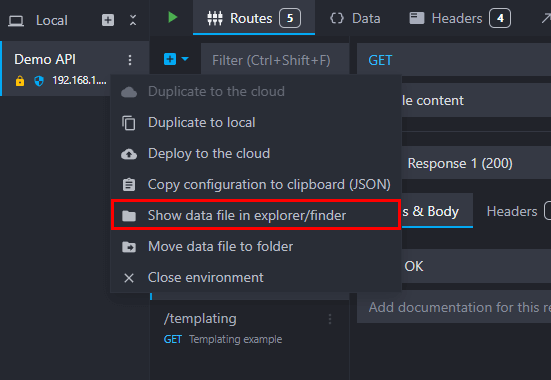 Local
Routes 5
Data
Headers 4
Demo API
192.168.1....
Filter (Ctrl+Shift+F)
GET
Duplicate to the cloud
Duplicate to local
Deploy to the cloud
Copy configuration to clipboard (JSON)
Show data file in explorer/finder
Move data file to folder
Close environment
le content
Response 1 (200)
s & Body
Headers
OK
Add documentation for this re
/templating
GET Templating example